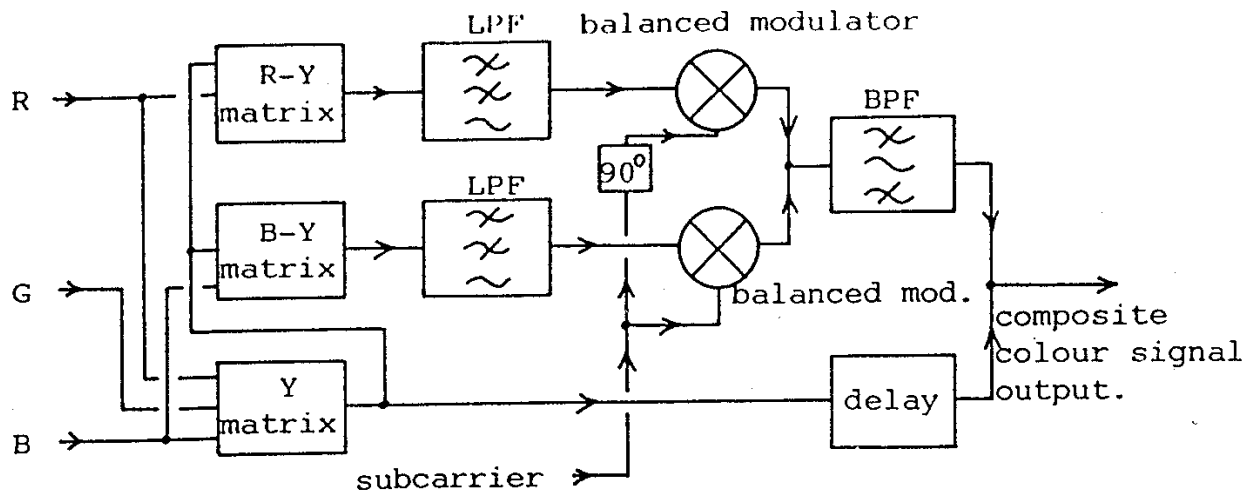 LPF
balanced modulator
R
R-Y
matrix
BPF
90°
LPF
B-Y
matrix
G
balanced mod.
composite
colour signal
output.
Y
matrix
delay
B
subcarrier